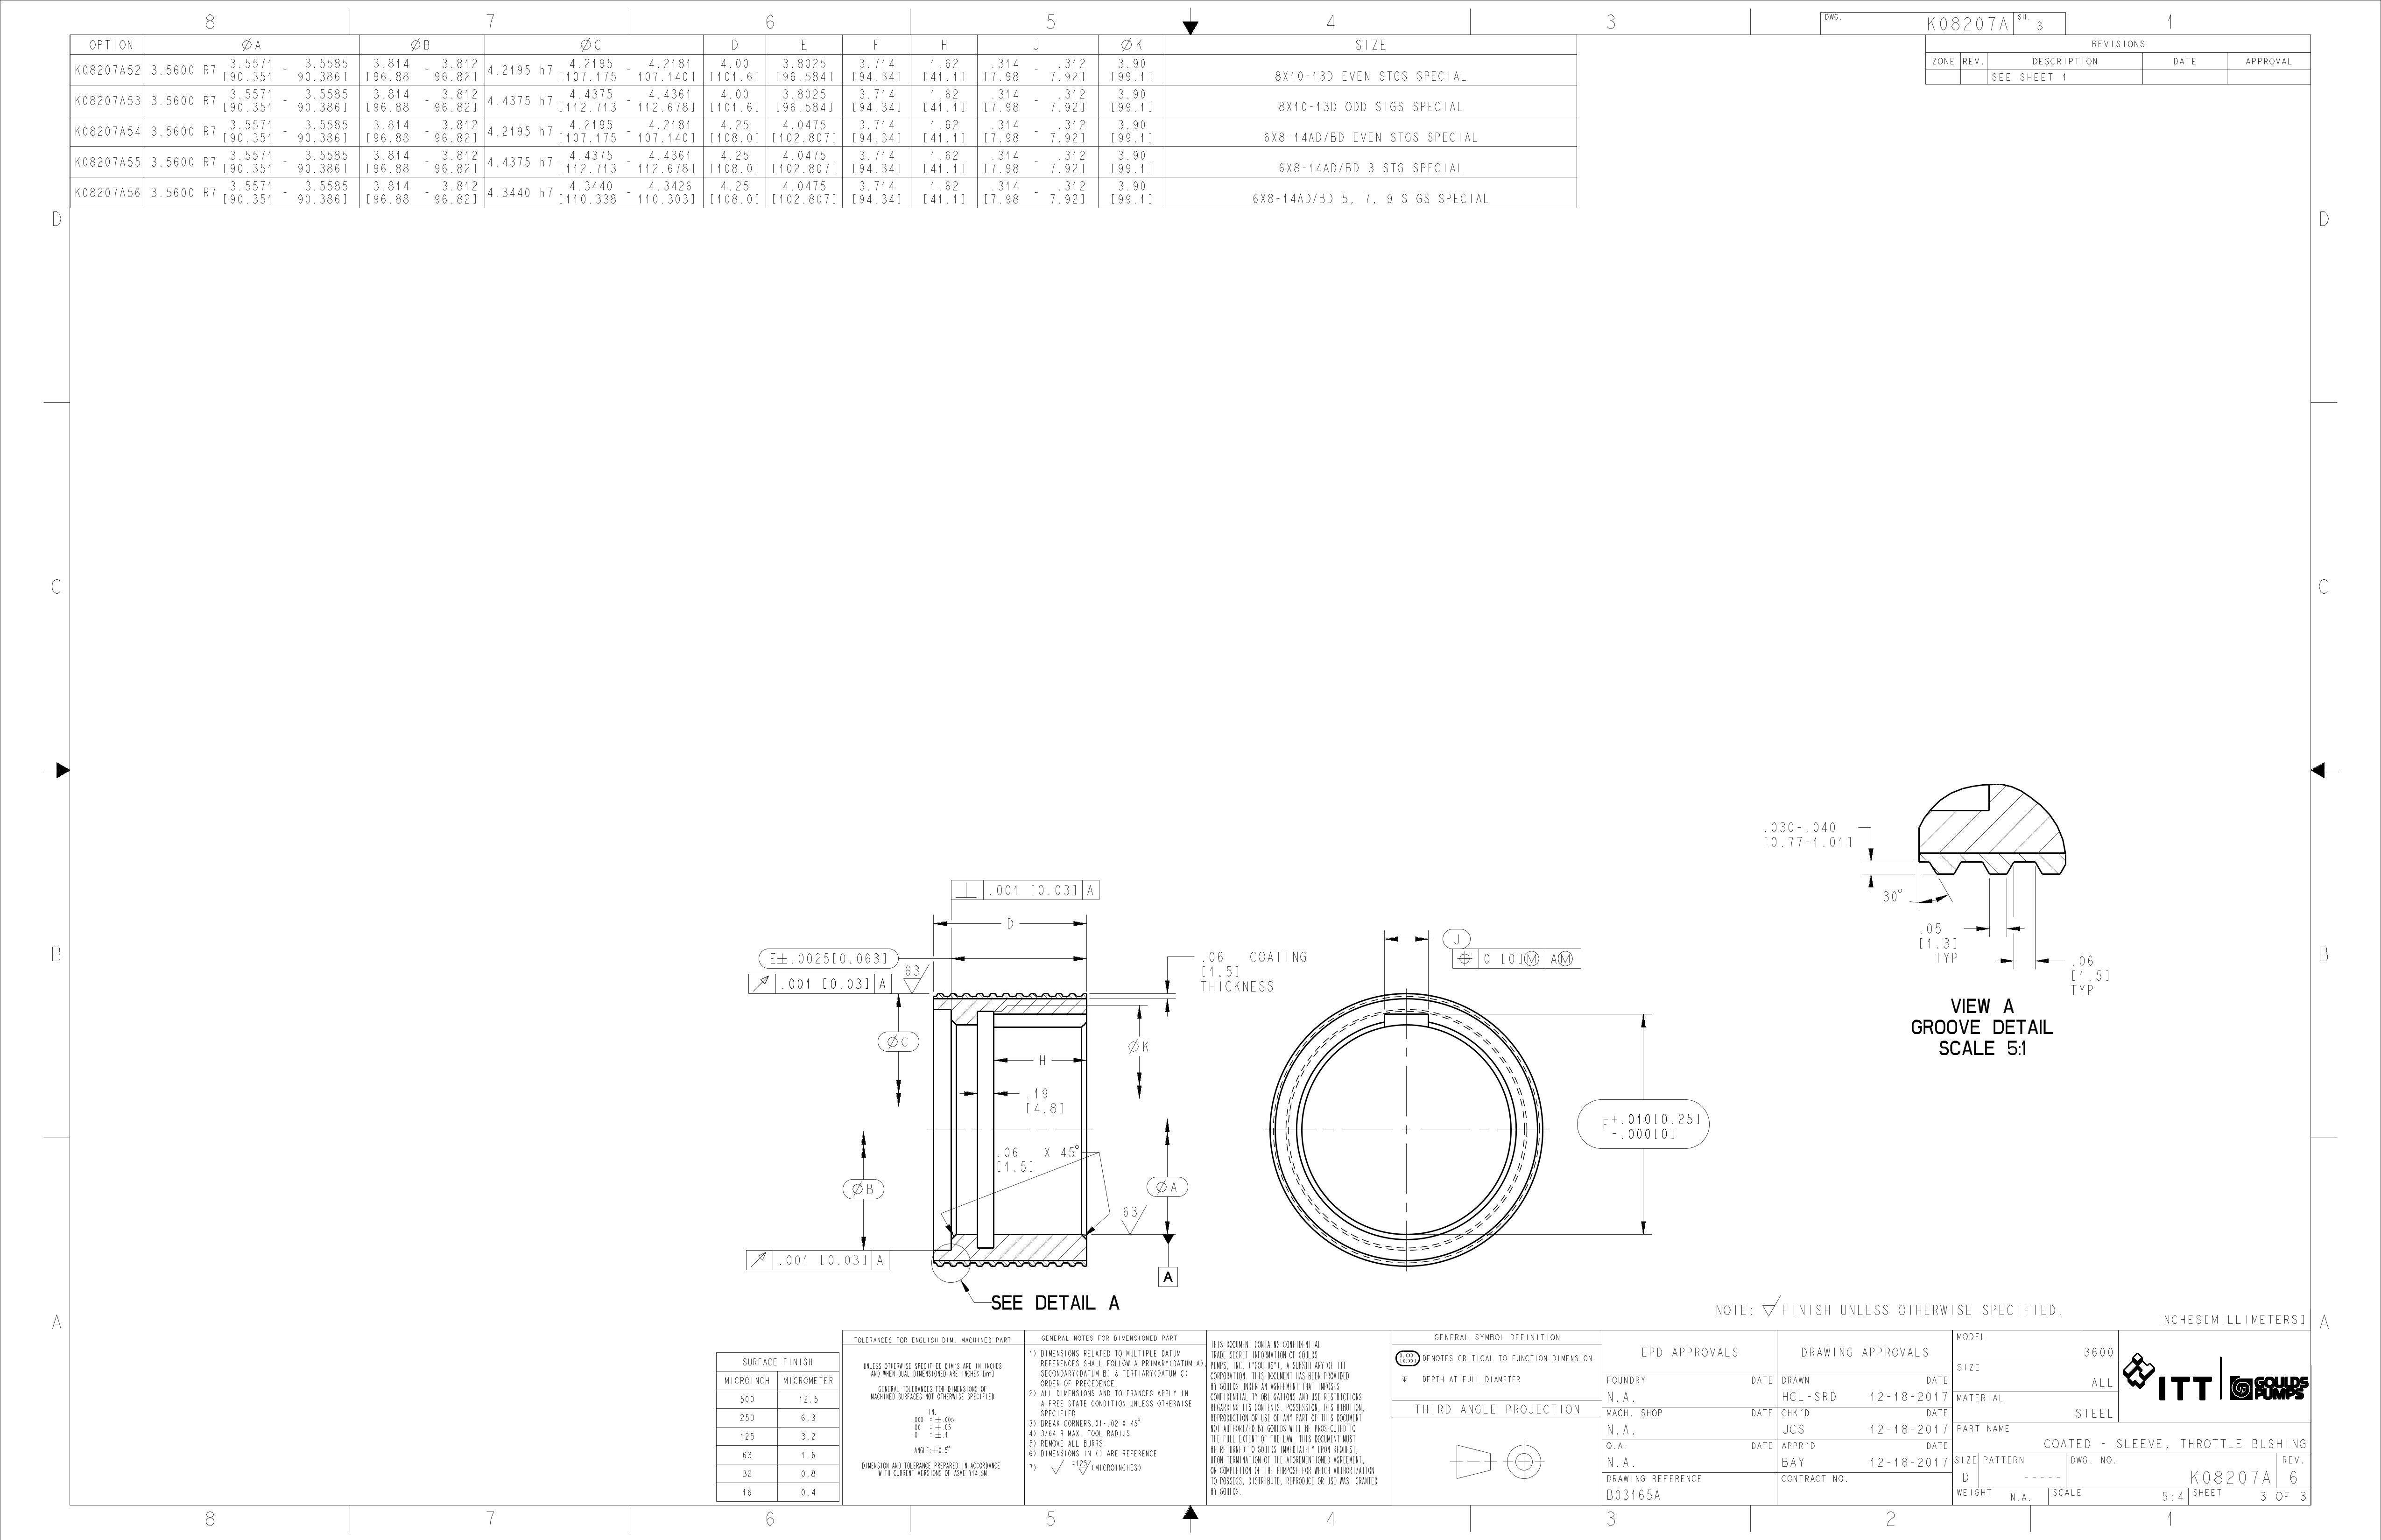 8 7 6 5 4 3 1
DWG. K08207A SH. 3
REVISIONS
ZONE REV. DESCRIPTION DATE APPROVAL
SEE SHEET 1
OPTION ØA ØB ØC D E F H J ØK SIZE
K08207A52 3.5600 R7 3.5571 - 3.5585 3.814 - 3.812 4.2195 h7 4.2195 - 4.2181 4.00 3.8025 3.714 1.62 .314 - .312 3.90 8X10-13D EVEN STGS SPECIAL
[90.351 90.386] [96.88 96.82] [107.175 107.140] [101.6] [96.584] [94.34] [41.1] [7.98 7.92] [99.1]
K08207A53 3.5600 R7 3.5571 - 3.5585 3.814 - 3.812 4.4375 h7 4.4375 - 4.4361 4.00 3.8025 3.714 1.62 .314 - .312 3.90 8X10-13D ODD STGS SPECIAL
[90.351 90.386] [96.88 96.82] [112.713 112.678] [101.6] [96.584] [94.34] [41.1] [7.98 7.92] [99.1]
K08207A54 3.5600 R7 3.5571 - 3.5585 3.814 - 3.812 4.2195 h7 4.2195 - 4.2181 4.25 4.0475 3.714 1.62 .314 - .312 3.90 6X8-14AD/BD EVEN STGS SPECIAL
[90.351 90.386] [96.88 96.82] [107.175 107.140] [108.0] [102.807] [94.34] [41.1] [7.98 7.92] [99.1]
K08207A55 3.5600 R7 3.5571 - 3.5585 3.814 - 3.812 4.4375 h7 4.4375 - 4.4361 4.25 4.0475 3.714 1.62 .314 - .312 3.90 6X8-14AD/BD 3 STG SPECIAL
[90.351 90.386] [96.88 96.82] [112.713 112.678] [108.0] [102.807] [94.34] [41.1] [7.98 7.92] [99.1]
K08207A56 3.5600 R7 3.5571 - 3.5585 3.814 - 3.812 4.3440 h7 4.3440 - 4.3426 4.25 4.0475 3.714 1.62 .314 - .312 3.90 6X8-14AD/BD 5, 7, 9 STGS SPECIAL
[90.351 90.386] [96.88 96.82] [110.338 110.303] [108.0] [102.807] [94.34] [41.1] [7.98 7.92] [99.1]
D D
C C
B B
A A
⊥ .001 [0.03] A
D
E±.0025[0.063]
.001 [0.03] A
63
ØC
H
.19
[4.8]
.06 X 45°
[1.5]
ØB
.001 [0.03] A
SEE DETAIL A
.06 COATING
[1.5]
THICKNESS
ØK
ØA
63
A
J
⌖ 0 [0]Ⓜ AⓂ
F+.010[0.25]
-.000[0]
.030-.040
[0.77-1.01]
30°
.05
[1.3]
TYP
.06
[1.5]
TYP
VIEW A
GROOVE DETAIL
SCALE 5:1
NOTE: FINISH UNLESS OTHERWISE SPECIFIED.
INCHES[MILLIMETERS]
SURFACE FINISH
MICROINCH MICROMETER
500 12.5
250 6.3
125 3.2
63 1.6
32 0.8
16 0.4
TOLERANCES FOR ENGLISH DIM. MACHINED PART
UNLESS OTHERWISE SPECIFIED DIM'S ARE IN INCHES
AND WHEN DUAL DIMENSIONED ARE INCHES [mm]
GENERAL TOLERANCES FOR DIMENSIONS OF
MACHINED SURFACES NOT OTHERWISE SPECIFIED
IN.
.XXX : ±.005
.XX : ±.05
.X : ±.1
ANGLE:±0.5°
DIMENSION AND TOLERANCE PREPARED IN ACCORDANCE
WITH CURRENT VERSIONS OF ASME Y14.5M
GENERAL NOTES FOR DIMENSIONED PART
1) DIMENSIONS RELATED TO MULTIPLE DATUM
REFERENCES SHALL FOLLOW A PRIMARY(DATUM A),
SECONDARY(DATUM B) & TERTIARY(DATUM C)
ORDER OF PRECEDENCE.
2) ALL DIMENSIONS AND TOLERANCES APPLY IN
A FREE STATE CONDITION UNLESS OTHERWISE
SPECIFIED
3) BREAK CORNERS.01-.02 X 45°
4) 3/64 R MAX. TOOL RADIUS
5) REMOVE ALL BURRS
6) DIMENSIONS IN () ARE REFERENCE
7) =125 (MICROINCHES)
THIS DOCUMENT CONTAINS CONFIDENTIAL
TRADE SECRET INFORMATION OF GOULDS
PUMPS, INC. ("GOULDS"), A SUBSIDIARY OF ITT
CORPORATION. THIS DOCUMENT HAS BEEN PROVIDED
BY GOULDS UNDER AN AGREEMENT THAT IMPOSES
CONFIDENTIALITY OBLIGATIONS AND USE RESTRICTIONS
REGARDING ITS CONTENTS. POSSESSION, DISTRIBUTION,
REPRODUCTION OR USE OF ANY PART OF THIS DOCUMENT
NOT AUTHORIZED BY GOULDS WILL BE PROSECUTED TO
THE FULL EXTENT OF THE LAW. THIS DOCUMENT MUST
BE RETURNED TO GOULDS IMMEDIATELY UPON REQUEST,
UPON TERMINATION OF THE AFOREMENTIONED AGREEMENT,
OR COMPLETION OF THE PURPOSE FOR WHICH AUTHORIZATION
TO POSSESS, DISTRIBUTE, REPRODUCE OR USE WAS GRANTED
BY GOULDS.
GENERAL SYMBOL DEFINITION
X.XXX [X.XX] DENOTES CRITICAL TO FUNCTION DIMENSION
DEPTH AT FULL DIAMETER
THIRD ANGLE PROJECTION
EPD APPROVALS
FOUNDRY DATE
N.A.
MACH. SHOP DATE
N.A.
Q.A. DATE
N.A.
DRAWING REFERENCE
B03165A
DRAWING APPROVALS
DRAWN DATE
HCL-SRD 12-18-2017
CHK'D DATE
JCS 12-18-2017
APPR'D DATE
BAY 12-18-2017
CONTRACT NO.
MODEL
3600
SIZE
ALL
MATERIAL
STEEL
ITT GOULDS PUMPS
PART NAME
COATED - SLEEVE, THROTTLE BUSHING
SIZE PATTERN DWG. NO. REV.
D ----- K08207A 6
WEIGHT N.A. SCALE 5:4 SHEET 3 OF 3
8 7 6 5 4 3 2 1